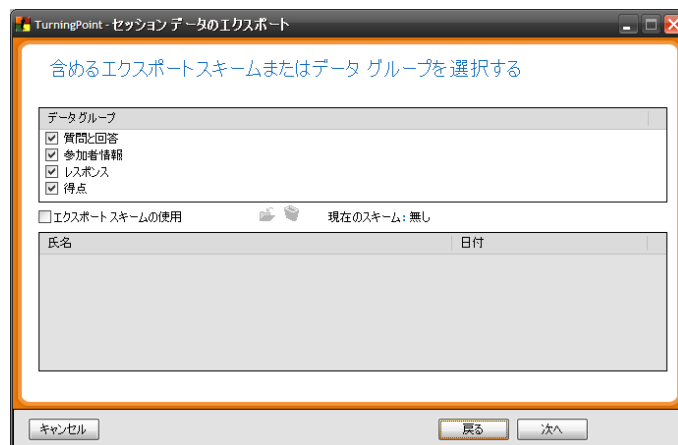 TurningPoint - セッション データのエクスポート
含めるエクスポートスキームまたはデータ グループを選択する
データグループ
質問と回答
参加者情報
レスポンス
得点
エクスポート スキームの使用 現在のスキーム: 無し
氏名 日付
キャンセル 戻る 次へ